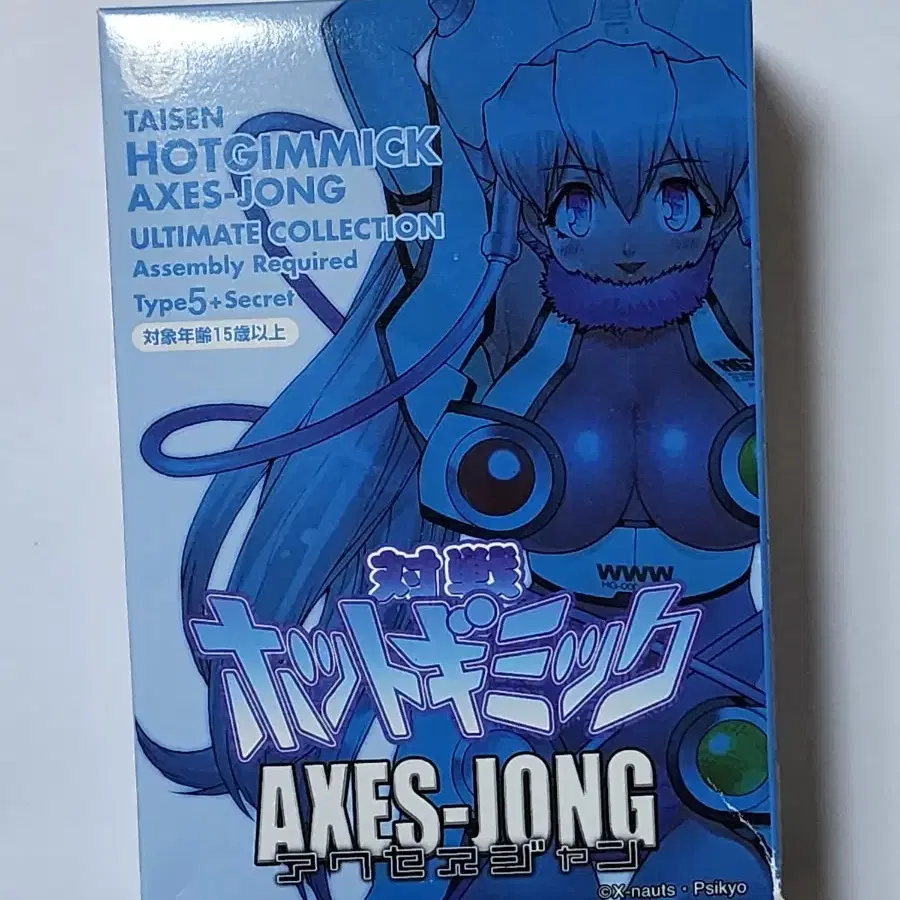 TAISEN
HOTGIMMICK
AXES-JONG
ULTIMATE COLLECTION
Assembly Required
Type5+Secret
対象年齢15歳以上
WWW
対戦
ホットギミック
AXES-JONG
アクセスジャン
©X-nauts・Psikyo